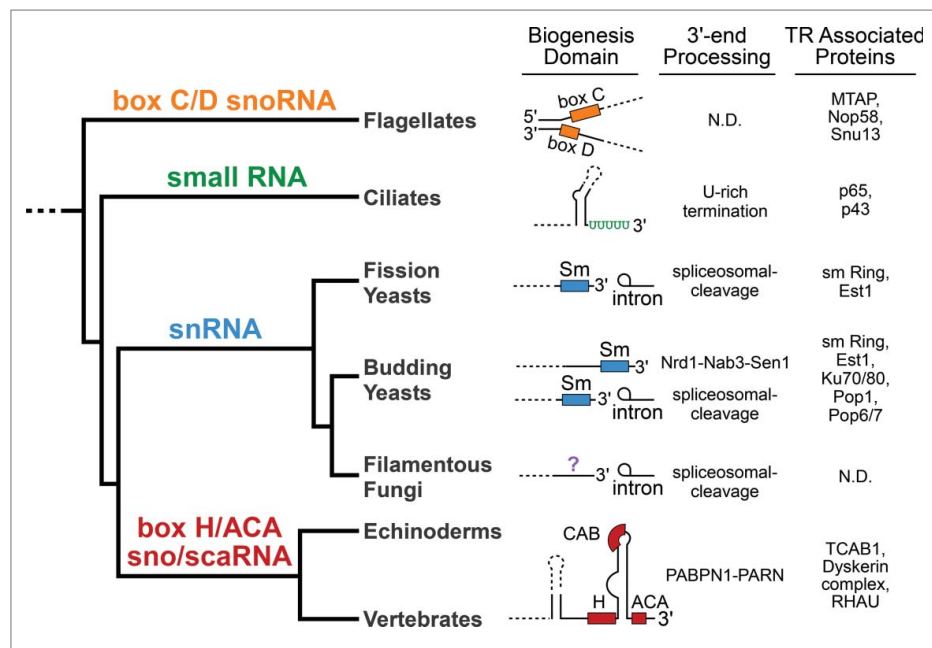 Biogenesis Domain
3'-end Processing
TR Associated Proteins
box C/D snoRNA
Flagellates
5'
3'
box C
box D
N.D.
MTAP,
Nop58,
Snu13
small RNA
Ciliates
UUUUU 3'
U-rich
termination
p65,
p43
snRNA
Fission
Yeasts
Sm
3'
intron
spliceosomal-
cleavage
sm Ring,
Est1
Budding
Yeasts
Sm
3'
Nrd1-Nab3-Sen1
Sm
3'
intron
spliceosomal-
cleavage
sm Ring,
Est1,
Ku70/80,
Pop1,
Pop6/7
Filamentous
Fungi
?
3'
intron
spliceosomal-
cleavage
N.D.
box H/ACA
sno/scaRNA
Echinoderms
Vertebrates
CAB
H
ACA
3'
PABPN1-PARN
TCAB1,
Dyskerin
complex,
RHAU